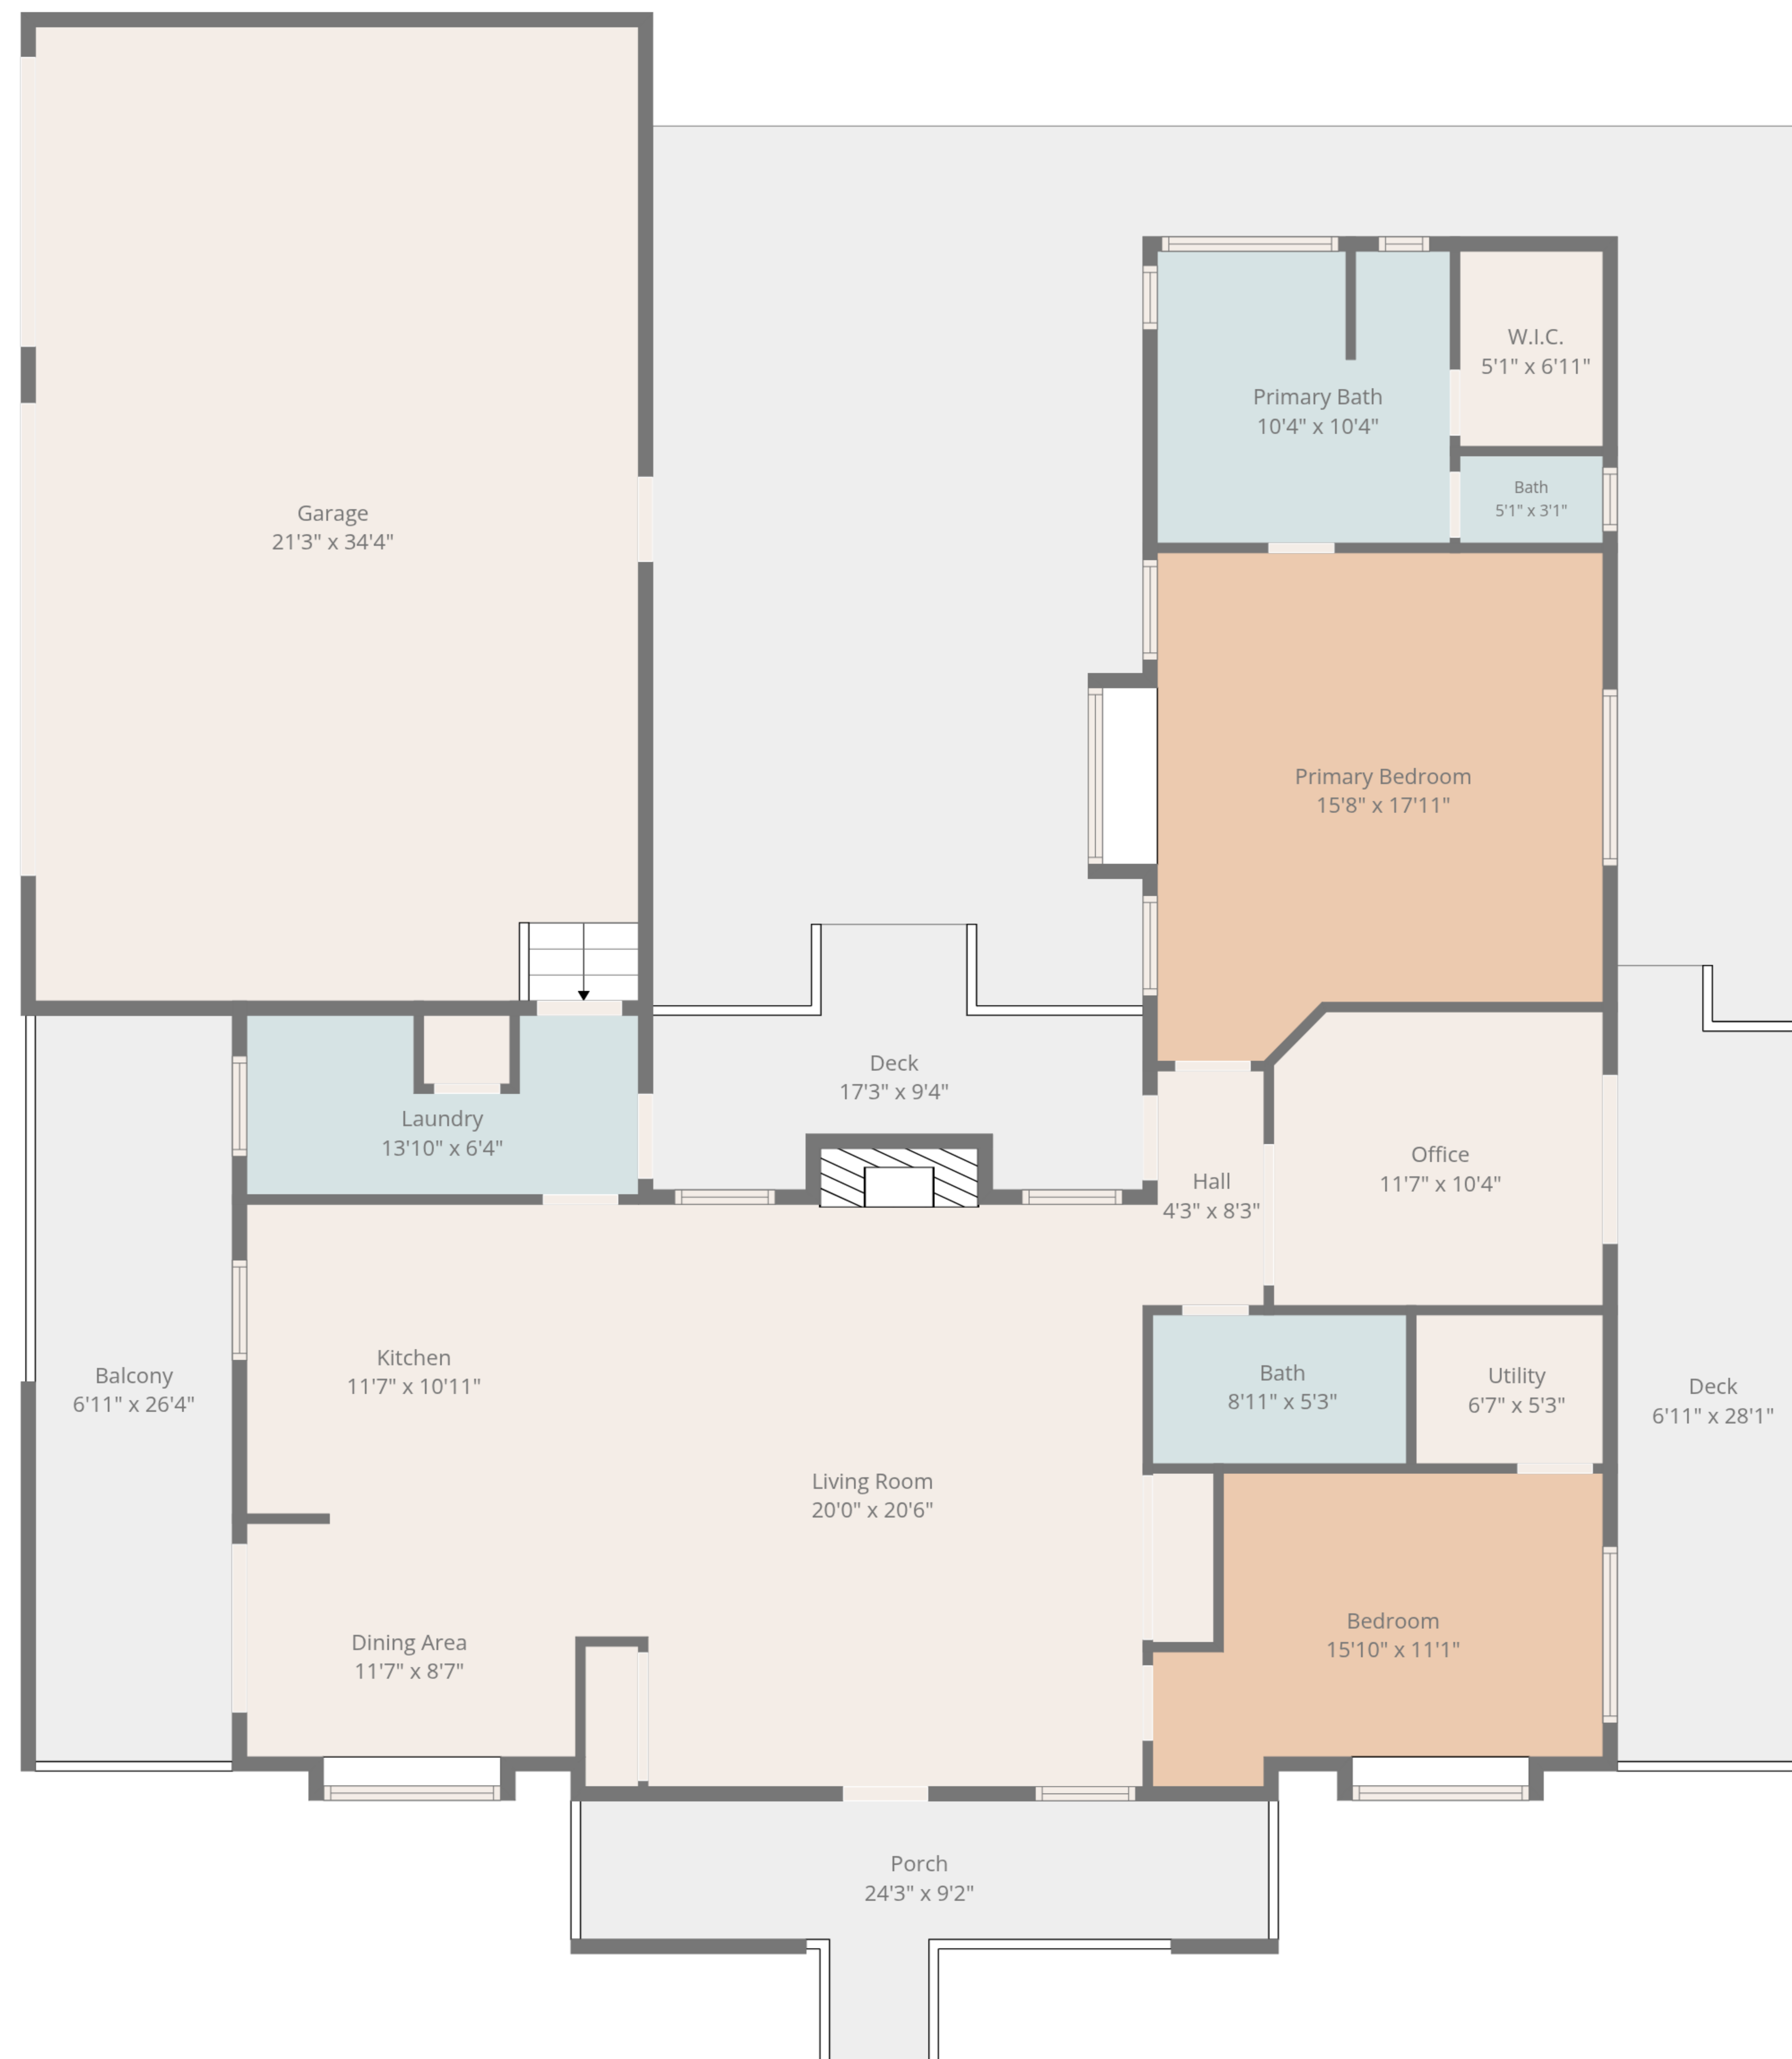 W.I.C.
5'1" x 6'11"
Primary Bath
10'4" x 10'4"
Bath
5'1" x 3'1"
Garage
21'3" x 34'4"
Primary Bedroom
15'8" x 17'11"
Deck
17'3" x 9'4"
Laundry
13'10" x 6'4"
Office
11'7" x 10'4"
Hall
4'3" x 8'3"
Kitchen
11'7" x 10'11"
Balcony
6'11" x 26'4"
Bath
8'11" x 5'3"
Utility
6'7" x 5'3"
Deck
6'11" x 28'1"
Living Room
20'0" x 20'6"
Bedroom
15'10" x 11'1"
Dining Area
11'7" x 8'7"
Porch
24'3" x 9'2"